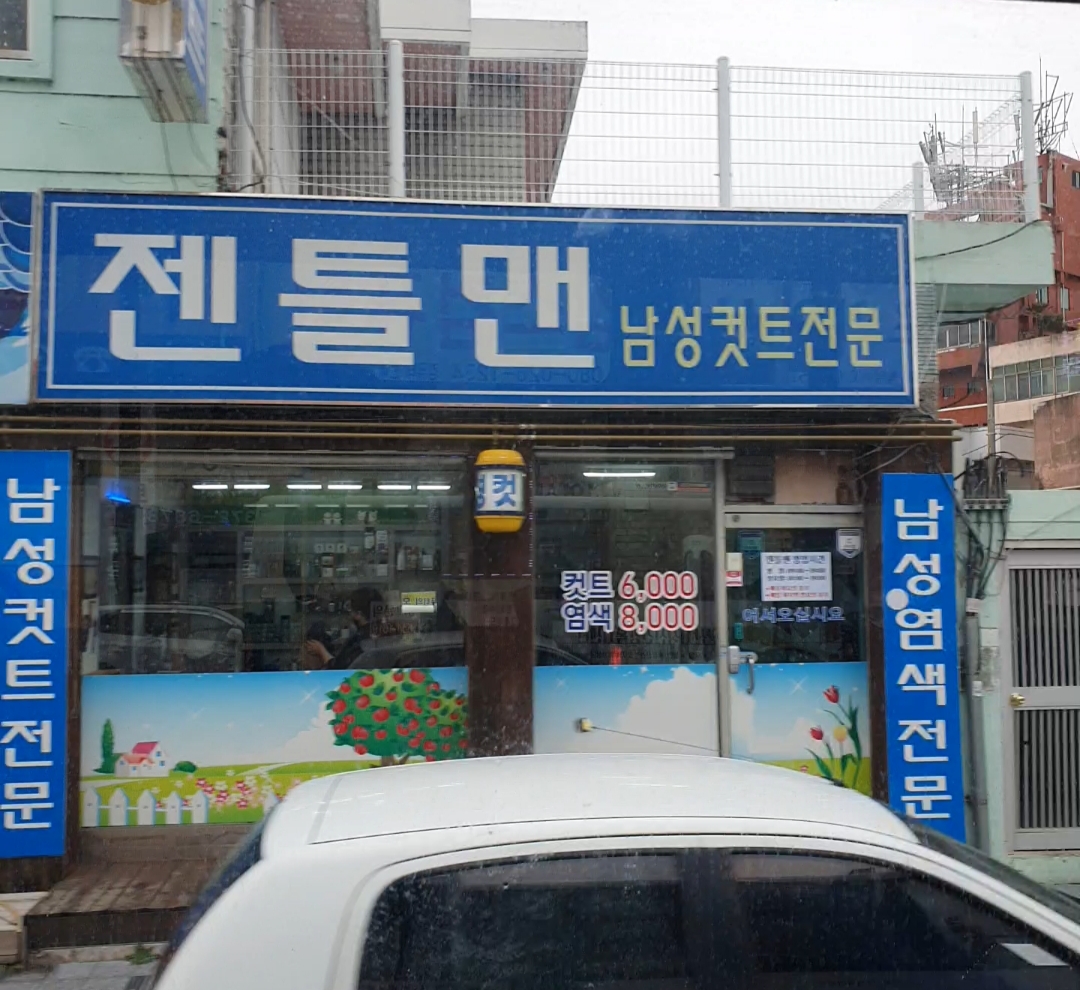 젠틀맨 남성컷트전문
남성컷트전문
컷
컷트 6,000
염색 8,000
어서오십시요
남성염색전문